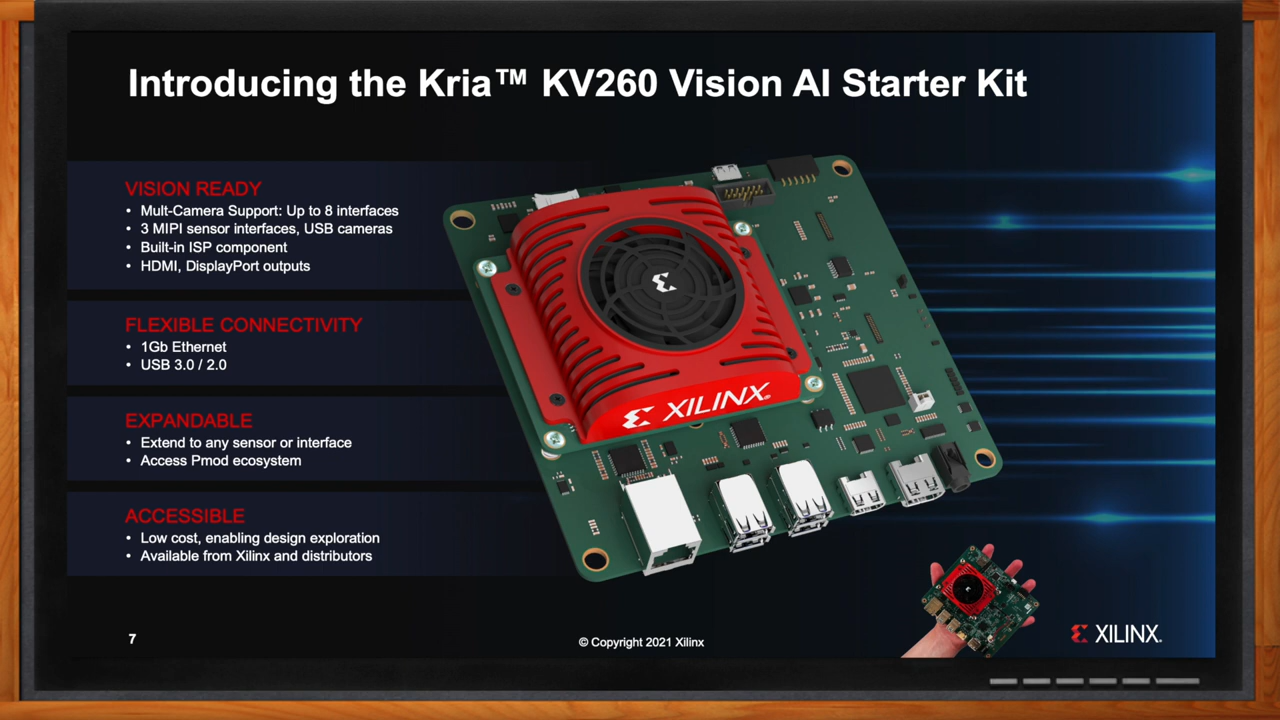 Introducing the Kria™ KV260 Vision AI Starter Kit
VISION READY
• Mult-Camera Support: Up to 8 interfaces
• 3 MIPI sensor interfaces, USB cameras
• Built-in ISP component
• HDMI, DisplayPort outputs
FLEXIBLE CONNECTIVITY
• 1Gb Ethernet
• USB 3.0 / 2.0
EXPANDABLE
• Extend to any sensor or interface
• Access Pmod ecosystem
ACCESSIBLE
• Low cost, enabling design exploration
• Available from Xilinx and distributors
XILINX®
7
© Copyright 2021 Xilinx
XILINX.